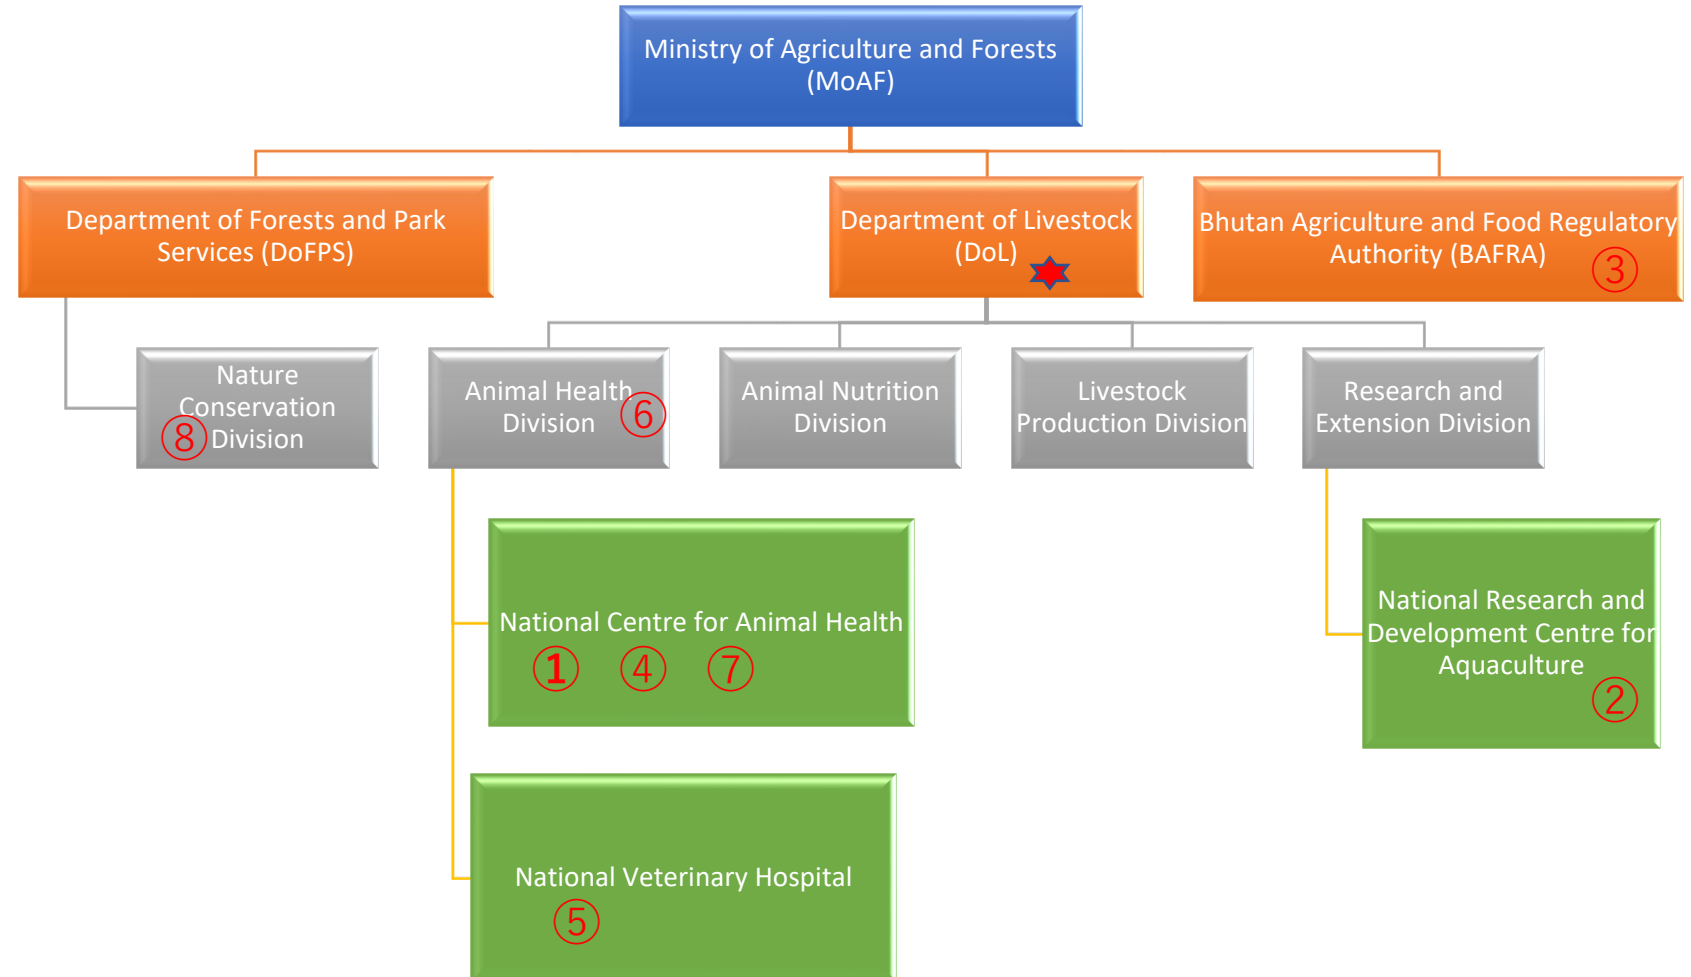 Ministry of Agriculture and Forests
(MoAF)
Department of Forests and Park
Services (DoFPS)
Department of Livestock
(DoL)
Bhutan Agriculture and Food Regulatory
Authority (BAFRA)
③
Nature
Conservation
Division
⑧
Animal Health
Division
⑥
Animal Nutrition
Division
Livestock
Production Division
Research and
Extension Division
National Centre for Animal Health
① ④ ⑦
National Research and
Development Centre for
Aquaculture
②
National Veterinary Hospital
⑤